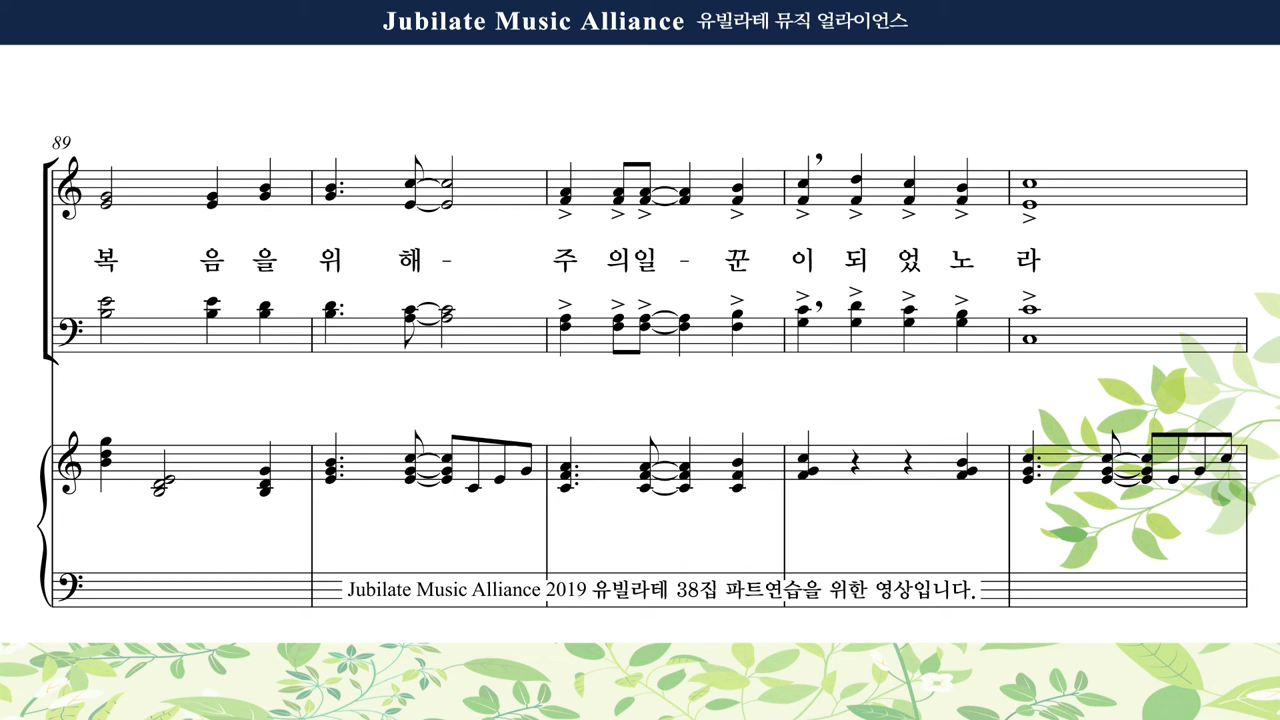 Jubilate Music Alliance 유빌라테 뮤직 얼라이언스
89
복 음 을 위 해 - 주 의일 - 꾼 이 되 었 노 라
Jubilate Music Alliance 2019 유빌라테 38집 파트연습을 위한 영상입니다.